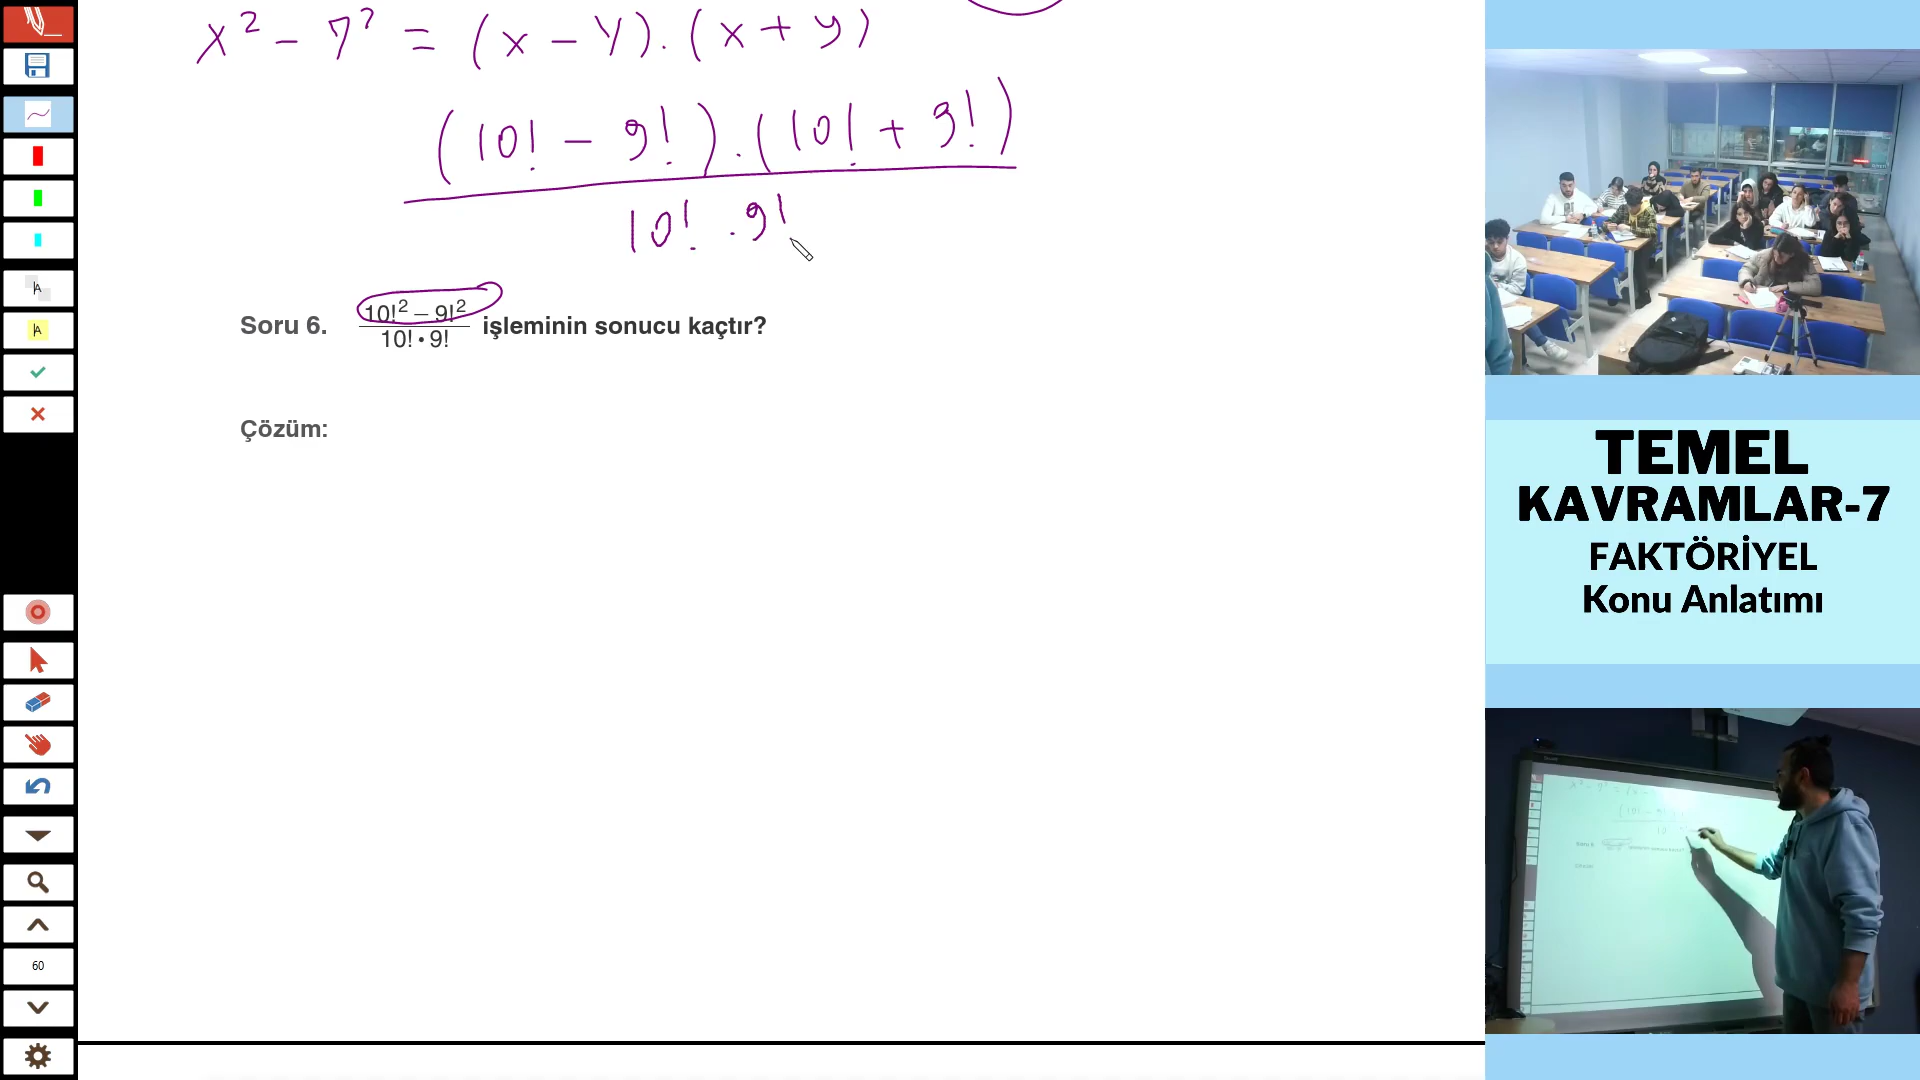 x² - y² = (x - y) . (x + y)
(10! - 9!) . (10! + 9!)
10! . 9!
Soru 6. 10!² − 9!² / 10! • 9! işleminin sonucu kaçtır?
Çözüm:
60
TEMEL
KAVRAMLAR-7
FAKTÖRİYEL
Konu Anlatımı